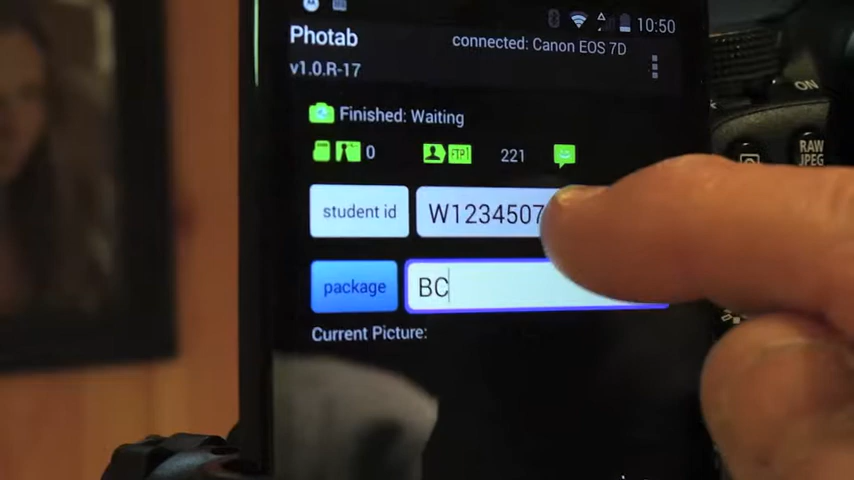 10:50
Photab
connected: Canon EOS 7D
v1.0.R-17
Finished: Waiting
0
FTP
221
student id
W1234507
package
BC
Current Picture:
ON
RAW
JPEG